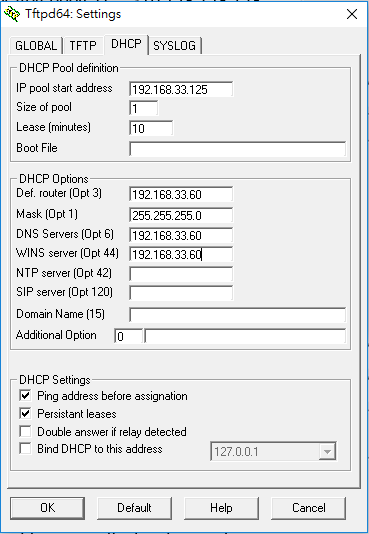 Tftpd64: Settings
GLOBAL TFTP DHCP SYSLOG
DHCP Pool definition
IP pool start address 192.168.33.125
Size of pool 1
Lease (minutes) 10
Boot File
DHCP Options
Def. router (Opt 3) 192.168.33.60
Mask (Opt 1) 255.255.255.0
DNS Servers (Opt 6) 192.168.33.60
WINS server (Opt 44) 192.168.33.60
NTP server (Opt 42)
SIP server (Opt 120)
Domain Name (15)
Additional Option 0
DHCP Settings
Ping address before assignation
Persistant leases
Double answer if relay detected
Bind DHCP to this address 127.0.0.1
OK Default Help Cancel